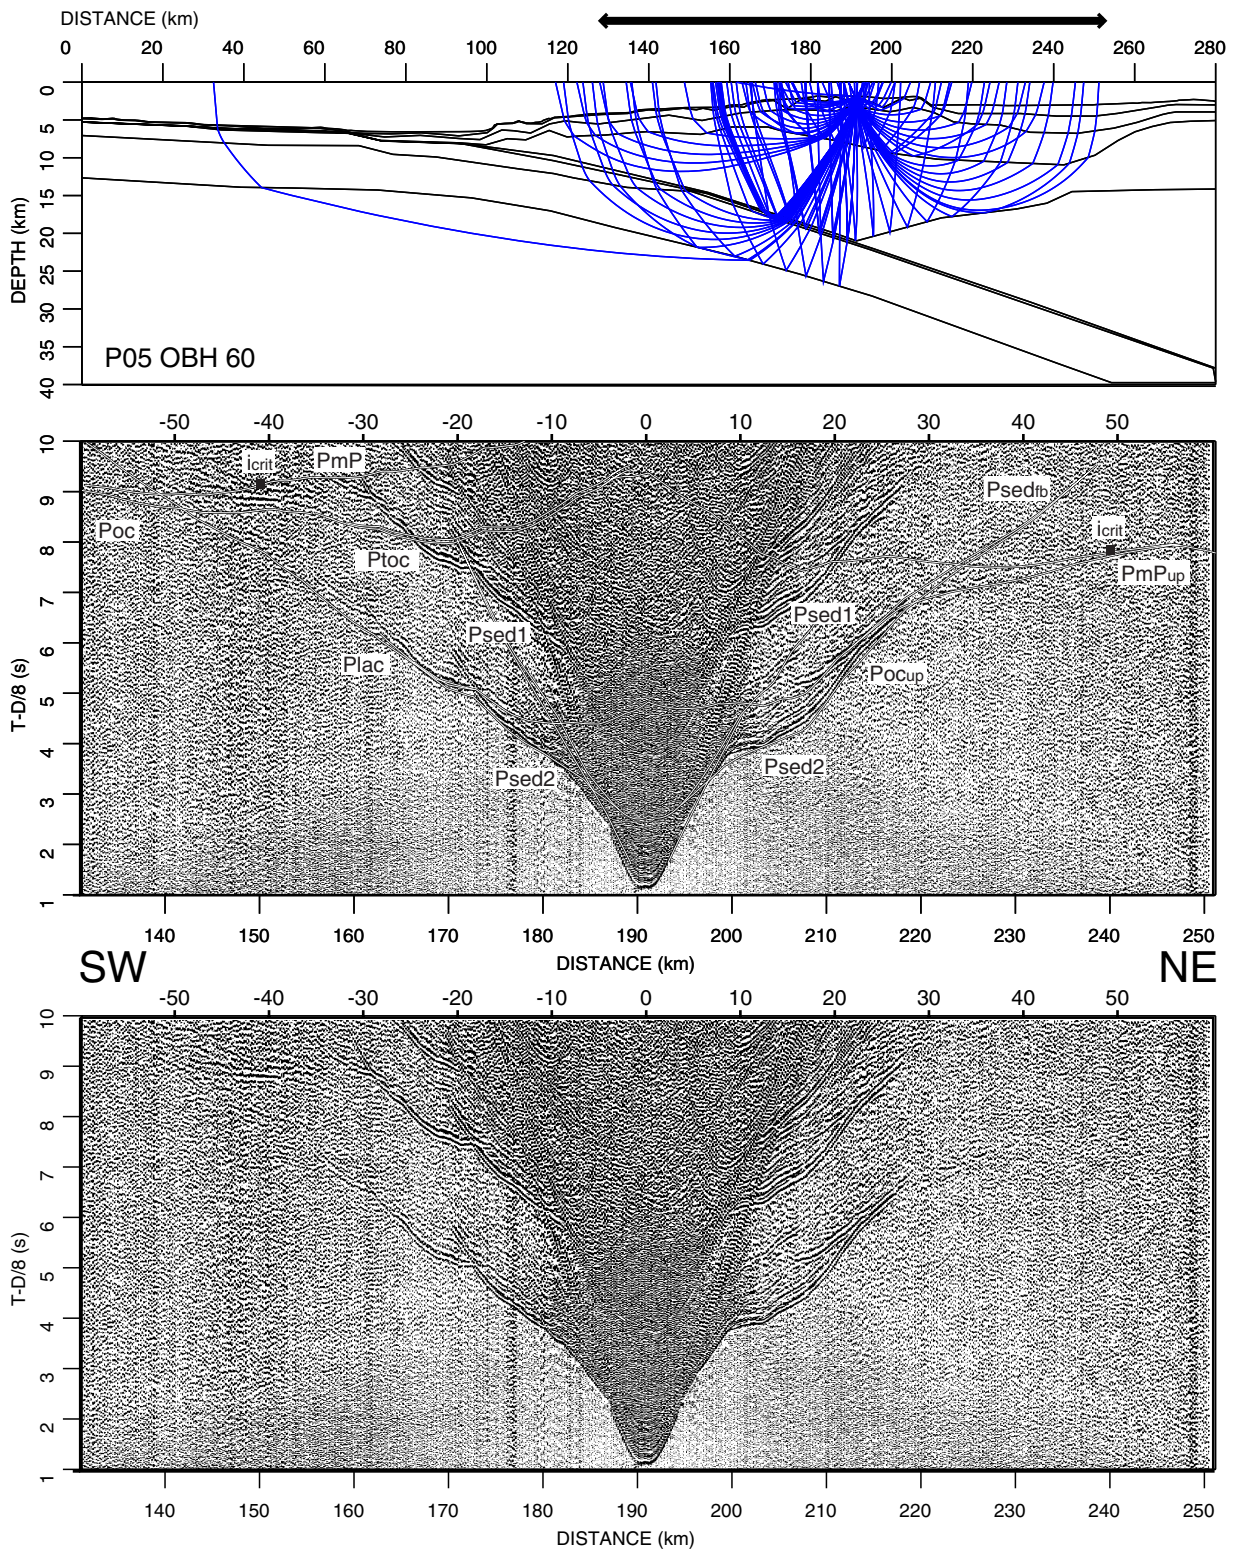 DISTANCE (km)
0 20 40 60 80 100 120 140 160 180 200 220 240 260 280
0
5
10
15
20
25
30
35
40
DEPTH (km)
P05 OBH 60
-50 -40 -30 -20 -10 0 10 20 30 40 50
10
9
8
7
6
5
4
3
2
1
T-D/8 (s)
icrit
PmP
Psedfb
Poc
icrit
Ptoc
PmPup
Psed1
Psed1
Plac
Pocup
Psed2
Psed2
140 150 160 170 180 190 200 210 220 230 240 250
DISTANCE (km)
SW
NE
-50 -40 -30 -20 -10 0 10 20 30 40 50
10
9
8
7
6
5
4
3
2
1
T-D/8 (s)
140 150 160 170 180 190 200 210 220 230 240 250
DISTANCE (km)